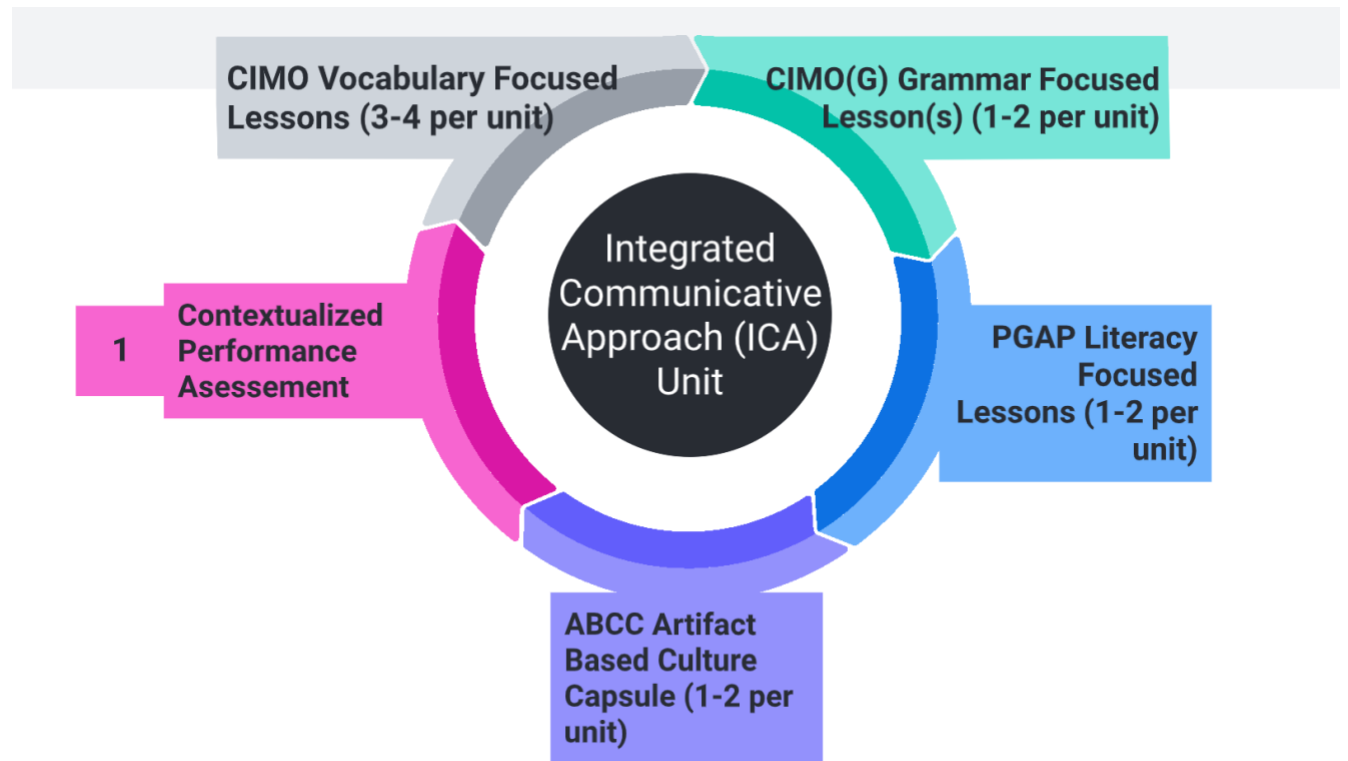 CIMO Vocabulary Focused
Lessons (3-4 per unit)
CIMO(G) Grammar Focused
Lesson(s) (1-2 per unit)
PGAP Literacy
Focused
Lessons (1-2 per
unit)
ABCC Artifact
Based Culture
Capsule (1-2 per
unit)
1
Contextualized
Performance
Asessement
Integrated
Communicative
Approach (ICA)
Unit